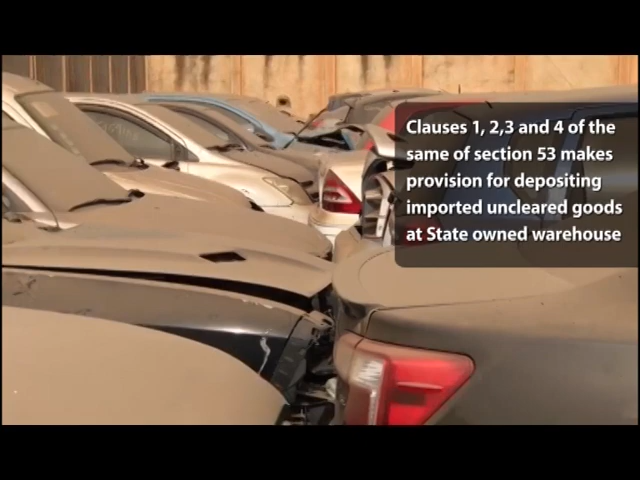 Clauses 1, 2,3 and 4 of the
same of section 53 makes
provision for depositing
imported uncleared goods
at State owned warehouse